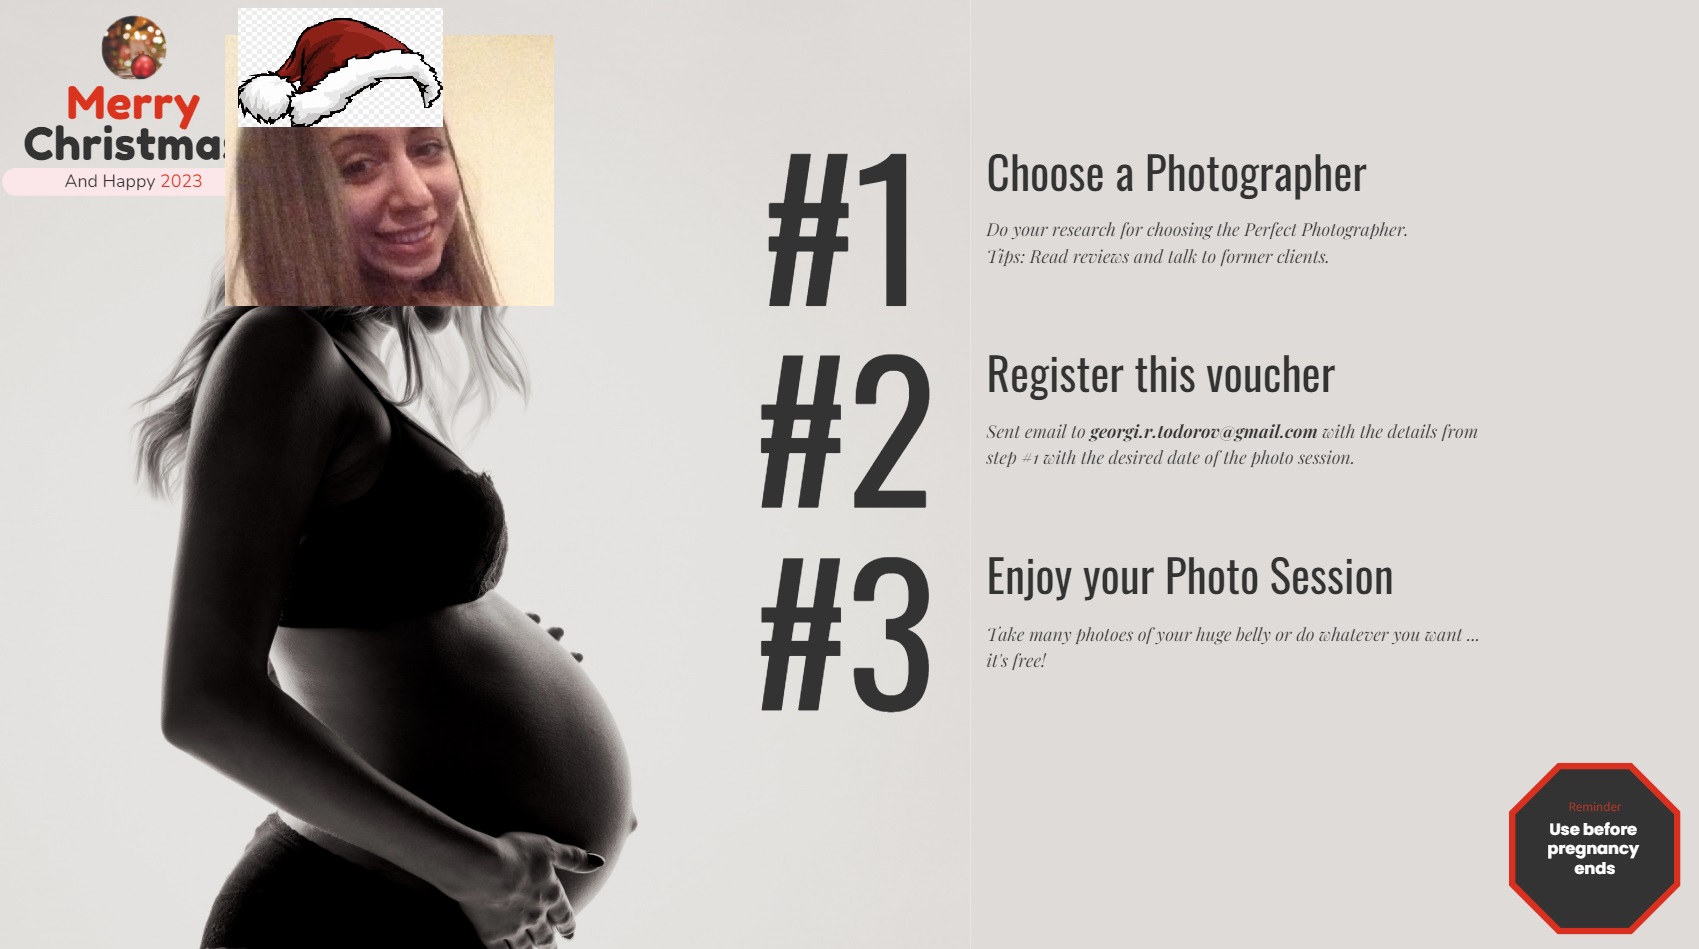 Merry
Christmas
And Happy 2023
#1
Choose a Photographer
Do your research for choosing the Perfect Photographer.
Tips: Read reviews and talk to former clients.
#2
Register this voucher
Sent email to georgi.r.todorov@gmail.com with the details from
step #1 with the desired date of the photo session.
#3
Enjoy your Photo Session
Take many photoes of your huge belly or do whatever you want ...
it's free!
Reminder
Use before
pregnancy
ends